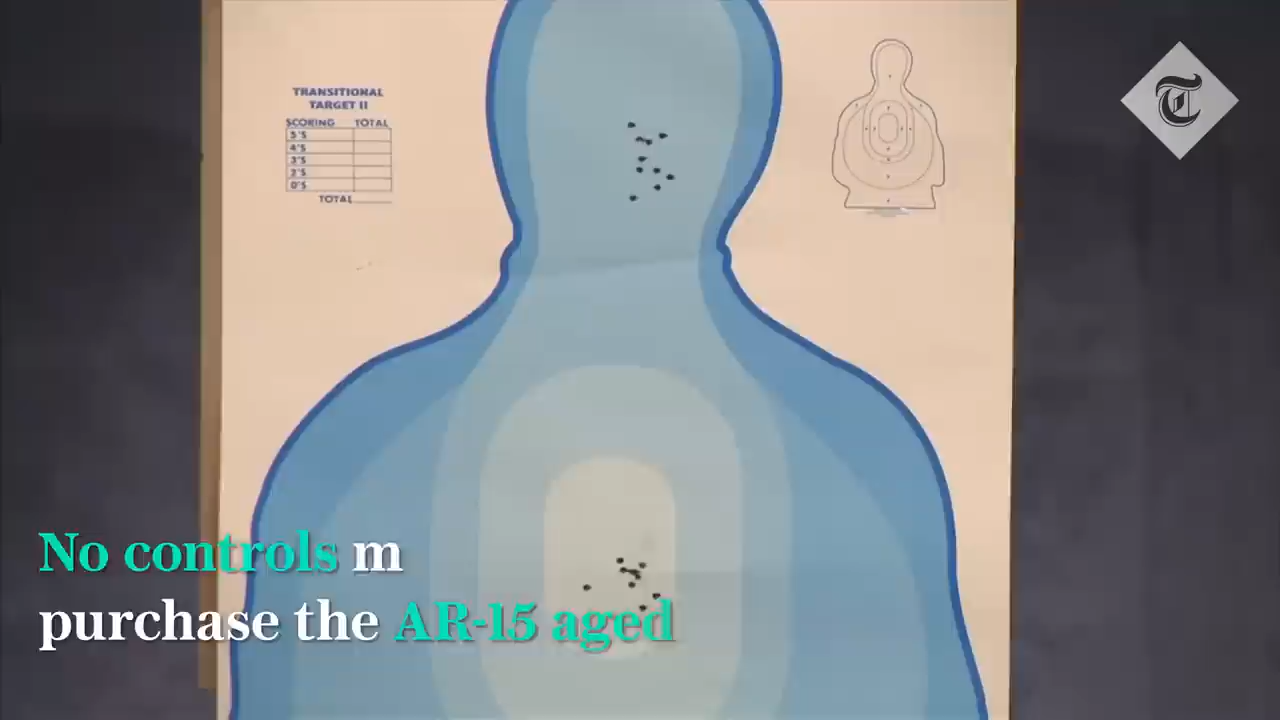 TRANSITIONAL
TARGET II
SCORING TOTAL
5'S
4'S
3'S
2'S
0'S
TOTAL
T
No controls m
purchase the AR-15 aged